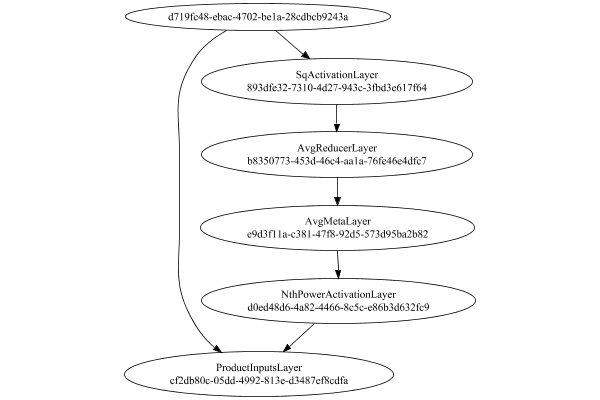 d719fc48-ebac-4702-be1a-28cdbcb9243a
SqActivationLayer
893dfe32-7310-4d27-943c-3fbd3e617f64
AvgReducerLayer
b8350773-453d-46c4-aa1a-76fe46e4dfc7
AvgMetaLayer
e9d3f11a-c381-47f8-92d5-573d95ba2b82
NthPowerActivationLayer
d0ed48d6-4a82-4466-8c5c-e86b3d632fc9
ProductInputsLayer
cf2db80c-05dd-4992-813e-d3487ef8cdfa